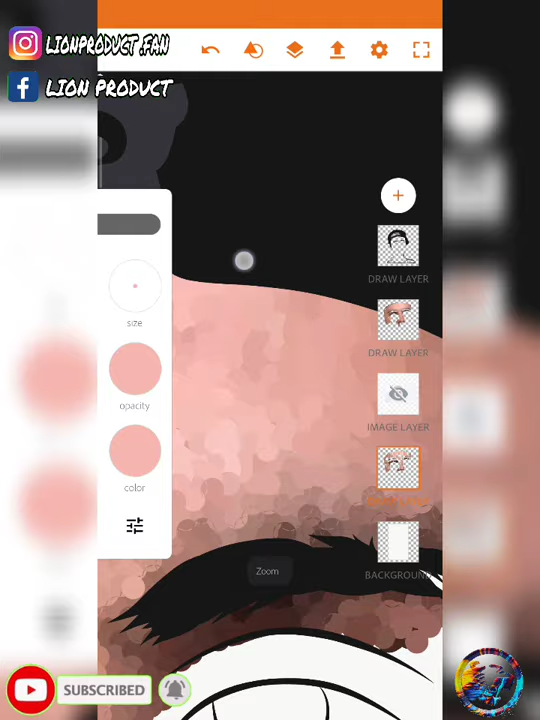 LIONPRODUCT.FAN
LION PRODUCT
size
opacity
color
DRAW LAYER
DRAW LAYER
IMAGE LAYER
BACKGROUND
Zoom
SUBSCRIBED